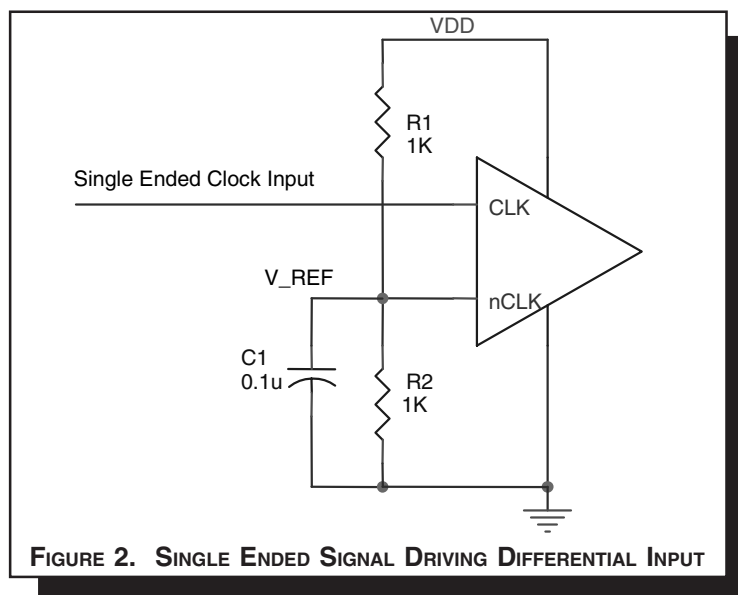 VDD
R1
1K
Single Ended Clock Input
CLK
V_REF
nCLK
C1
0.1u
R2
1K
FIGURE 2. SINGLE ENDED SIGNAL DRIVING DIFFERENTIAL INPUT